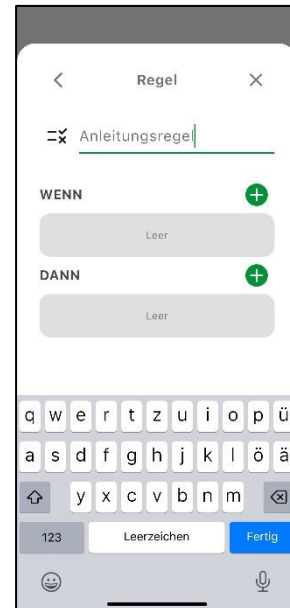 Regel
Anleitungsregel
WENN
Leer
DANN
Leer
q w e r t z u i o p ü
a s d f g h j k l ö ä
y x c v b n m
123 Leerzeichen Fertig